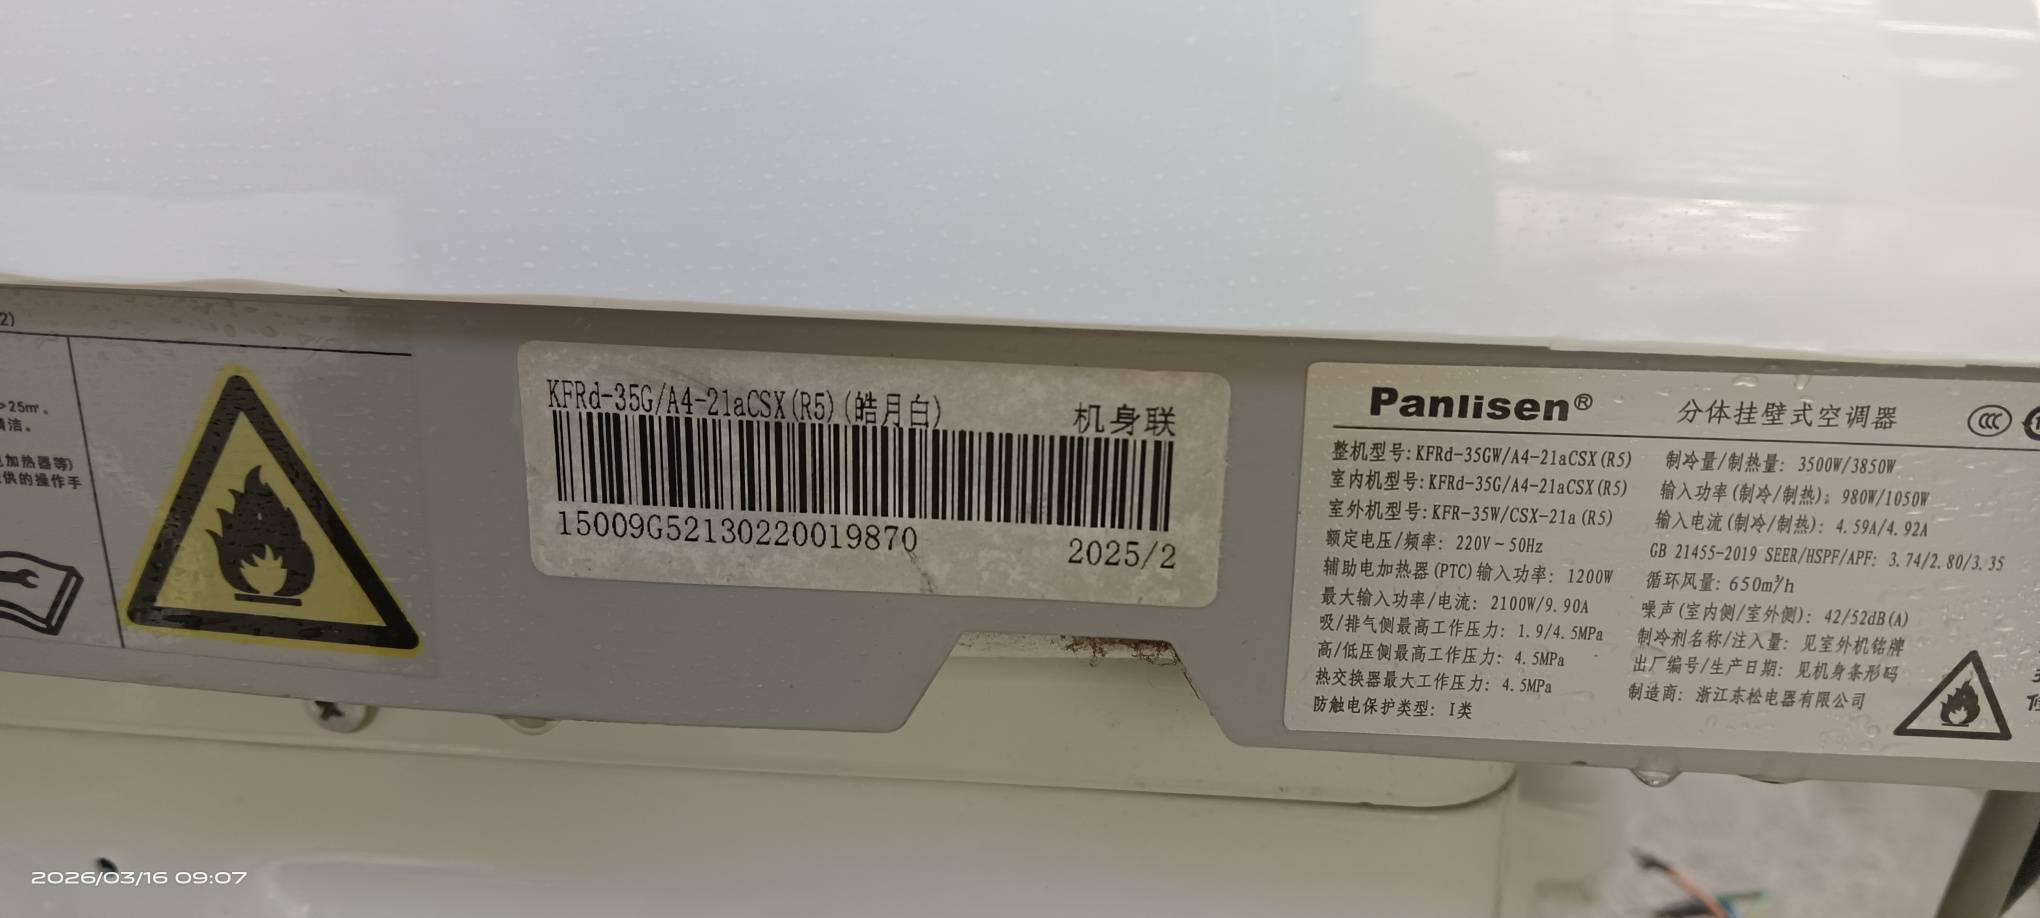 2)
>25㎡。
清洁。
加热器等)
供的操作手
KFRd-35G/A4-21aCSX(R5)(皓月白)
机身联
15009G52130220019870
2025/2
Panlisen® 分体挂壁式空调器
整机型号:KFRd-35GW/A4-21aCSX(R5)
室内机型号:KFRd-35G/A4-21aCSX(R5)
室外机型号:KFR-35W/CSX-21a(R5)
额定电压/频率: 220V~50Hz
辅助电加热器(PTC)输入功率: 1200W
最大输入功率/电流: 2100W/9.90A
吸/排气侧最高工作压力: 1.9/4.5MPa
高/低压侧最高工作压力: 4.5MPa
热交换器最大工作压力: 4.5MPa
防触电保护类型: I类
制冷量/制热量: 3500W/3850W
输入功率(制冷/制热): 980W/1050W
输入电流(制冷/制热): 4.59A/4.92A
GB 21455-2019 SEER/HSPF/APF: 3.74/2.80/3.35
循环风量: 650m³/h
噪声(室内侧/室外侧): 42/52dB(A)
制冷剂名称/注入量: 见室外机铭牌
出厂编号/生产日期: 见机身条形码
制造商: 浙江东松电器有限公司
2026/03/16 09:07